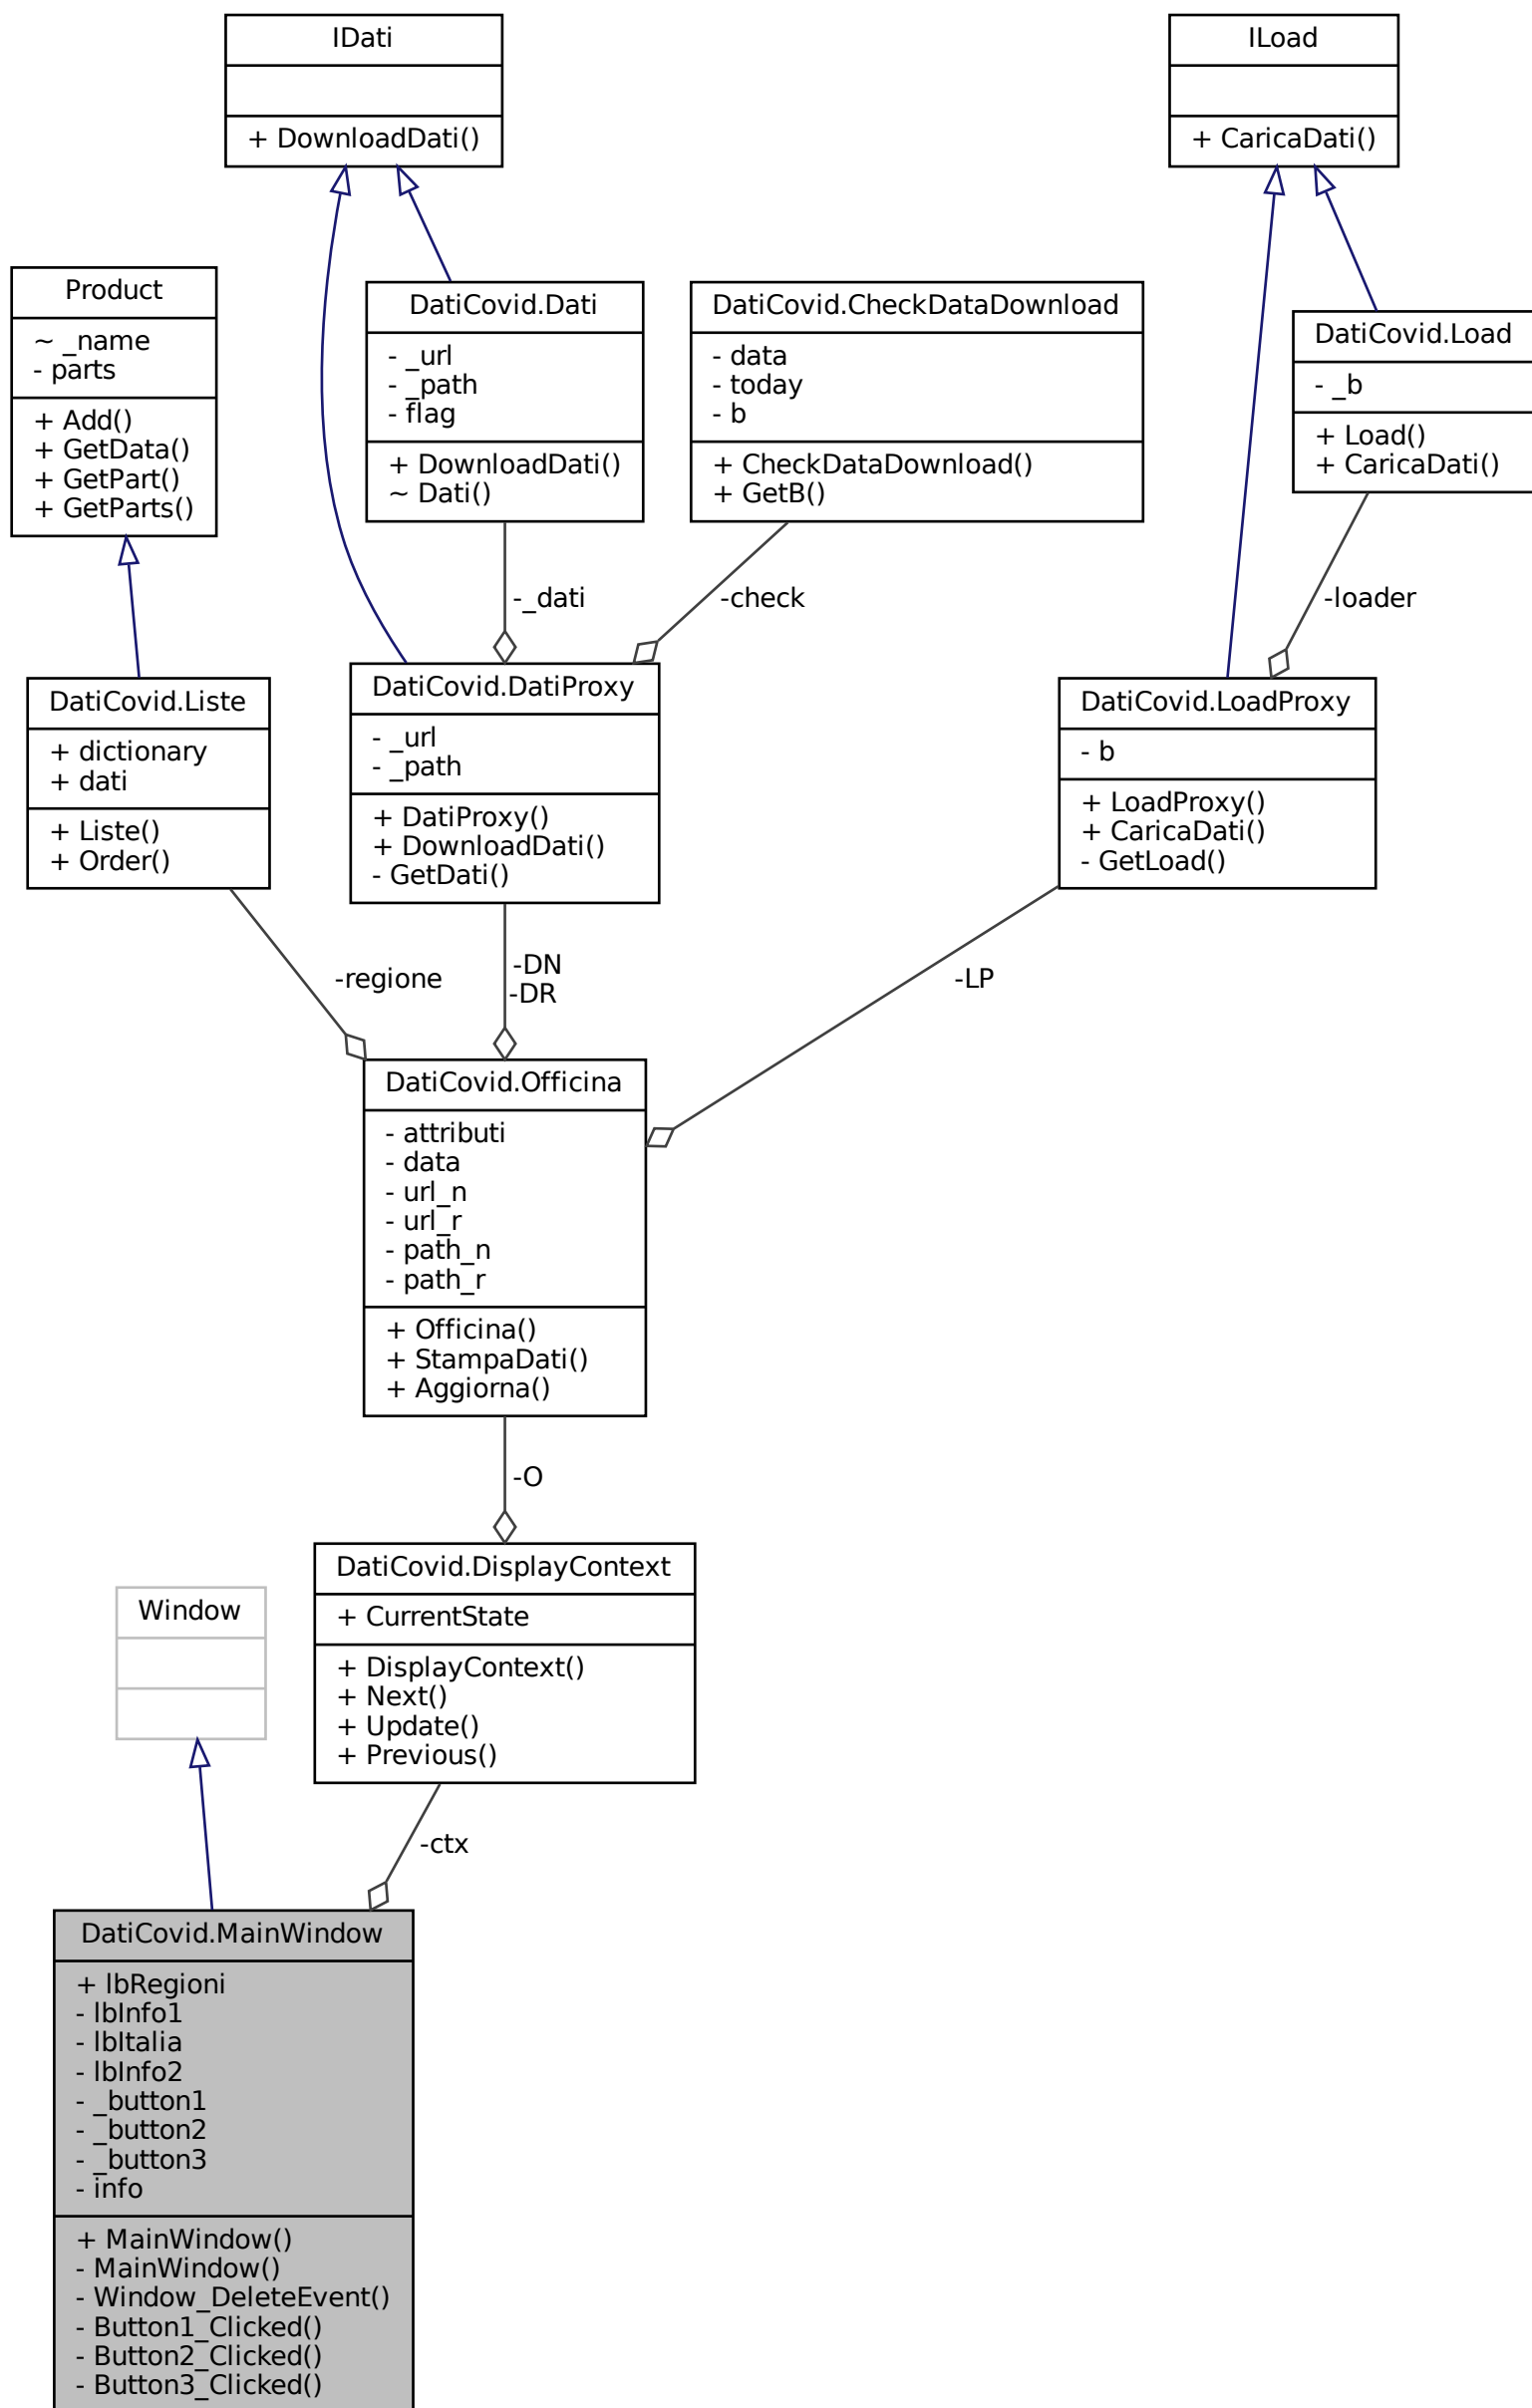 IDati
+ DownloadDati()
ILoad
+ CaricaDati()
Product
~ _name
- parts
+ Add()
+ GetData()
+ GetPart()
+ GetParts()
DatiCovid.Dati
- _url
- _path
- flag
+ DownloadDati()
~ Dati()
DatiCovid.CheckDataDownload
- data
- today
- b
+ CheckDataDownload()
+ GetB()
DatiCovid.Load
- _b
+ Load()
+ CaricaDati()
-_dati
-check
-loader
DatiCovid.Liste
+ dictionary
+ dati
+ Liste()
+ Order()
DatiCovid.DatiProxy
- _url
- _path
+ DatiProxy()
+ DownloadDati()
- GetDati()
DatiCovid.LoadProxy
- b
+ LoadProxy()
+ CaricaDati()
- GetLoad()
-regione
-DN
-DR
-LP
DatiCovid.Officina
- attributi
- data
- url_n
- url_r
- path_n
- path_r
+ Officina()
+ StampaDati()
+ Aggiorna()
-O
DatiCovid.DisplayContext
+ CurrentState
+ DisplayContext()
+ Next()
+ Update()
+ Previous()
Window
-ctx
DatiCovid.MainWindow
+ lbRegioni
- lbInfo1
- lbItalia
- lbInfo2
- _button1
- _button2
- _button3
- info
+ MainWindow()
- MainWindow()
- Window_DeleteEvent()
- Button1_Clicked()
- Button2_Clicked()
- Button3_Clicked()